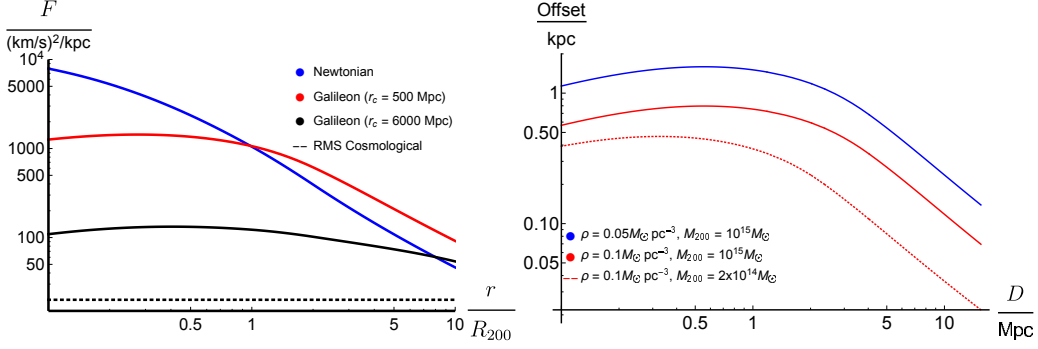 F
(km/s)²/kpc
10⁴
5000
1000
500
100
50
0.5
1
5
10
r
R₂₀₀
Newtonian
Galileon (r_c = 500 Mpc)
Galileon (r_c = 6000 Mpc)
RMS Cosmological
Offset
kpc
1
0.50
0.10
0.05
0.5
1
5
10
D
Mpc
ρ = 0.05M☉ pc⁻³, M₂₀₀ = 10¹⁵M☉
ρ = 0.1M☉ pc⁻³, M₂₀₀ = 10¹⁵M☉
ρ = 0.1M☉ pc⁻³, M₂₀₀ = 2x10¹⁴M☉